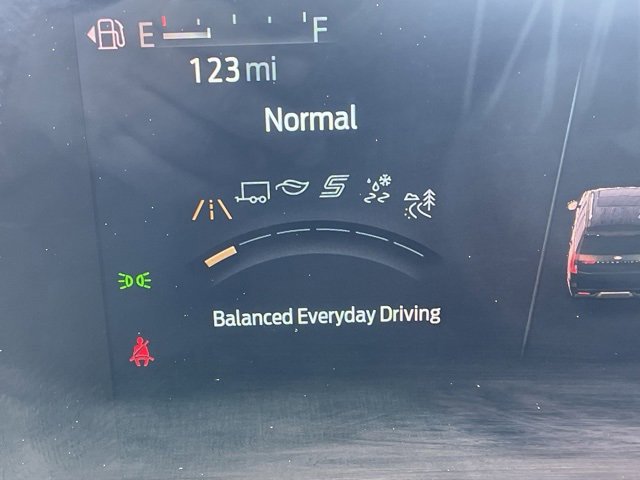 E F
123 mi
Normal
Balanced Everyday Driving